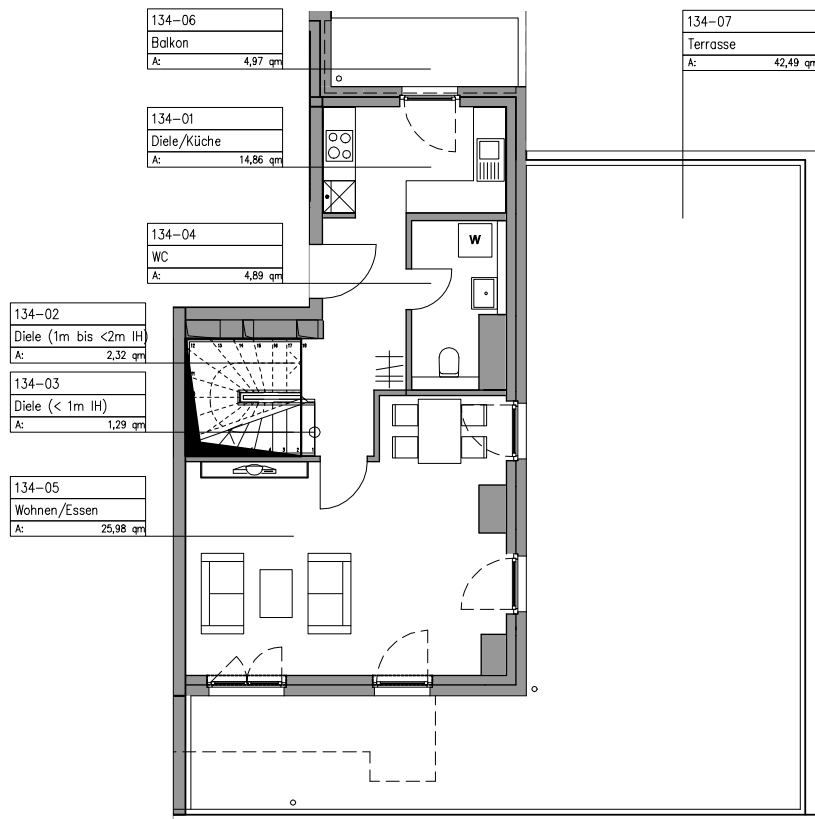 134-06
Balkon
A: 4,97 qm
134-07
Terrasse
A: 42,49 qm
134-01
Diele/Küche
A: 14,86 qm
134-04
WC
A: 4,89 qm
W
134-02
Diele (1m bis <2m lH)
A: 2,32 qm
134-03
Diele (< 1m lH)
A: 1,29 qm
134-05
Wohnen/Essen
A: 25,98 qm